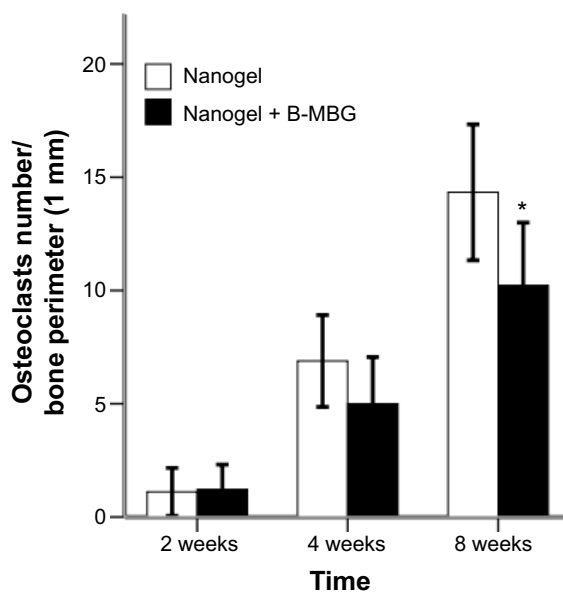 Osteoclasts number/
bone perimeter (1 mm)
20
15
10
5
0
Nanogel
Nanogel + B-MBG
*
2 weeks
4 weeks
8 weeks
Time